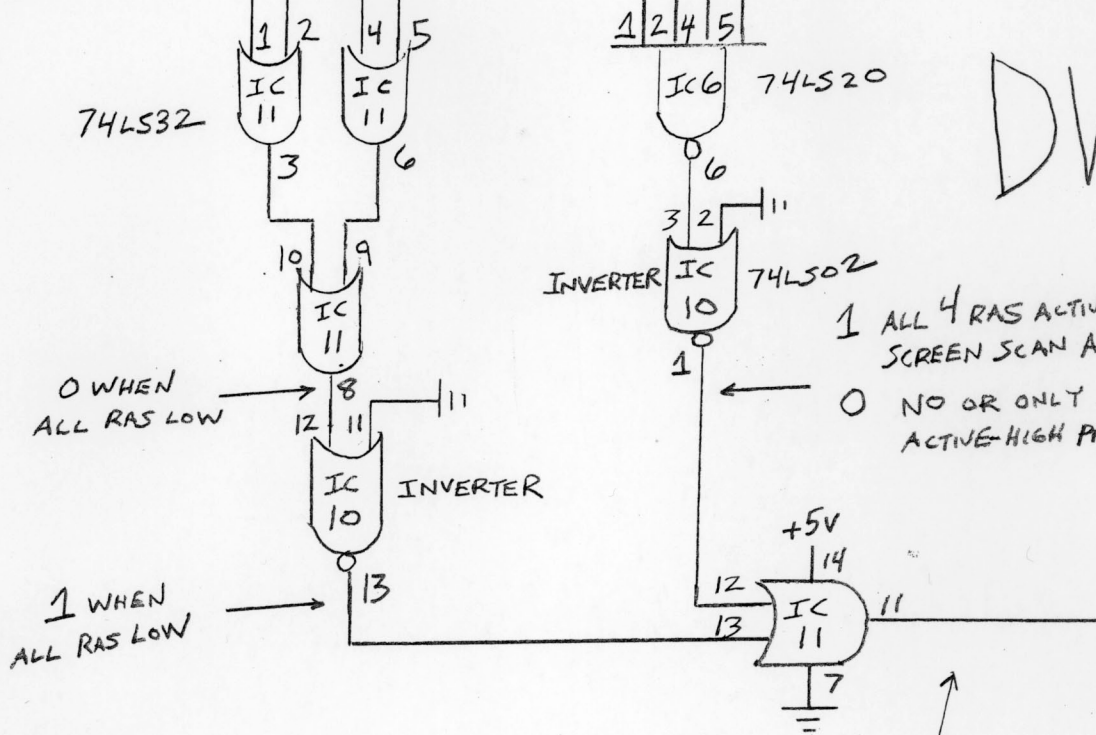 1 2 4 5
1 2 4 5
IC 11
IC 11
IC6
74LS20
74LS32
DV
3
6
6
3 2
10 9
INVERTER
IC 10
74LS02
IC 11
1 ALL 4 RAS ACTIV
SCREEN SCAN A
1
0 WHEN
ALL RAS LOW
8
0 NO OR ONLY
ACTIVE-HIGH
12 11
IC 10
INVERTER
+5V
14
13
1 WHEN
ALL RAS LOW
12
IC 11
11
13
7